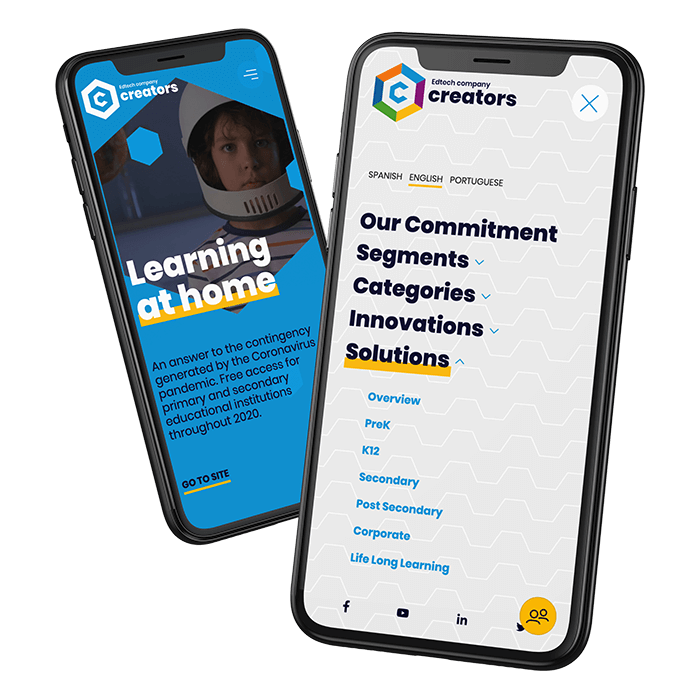 Edtech company
creators
Learning
at home
An answer to the contingency
generated by the Coronavirus
pandemic. Free access for
primary and secondary
educational institutions
throughout 2020.
GO TO SITE
Edtech company
creators
SPANISH ENGLISH PORTUGUESE
Our Commitment
Segments
Categories
Innovations
Solutions
Overview
PreK
K12
Secondary
Post Secondary
Corporate
Life Long Learning